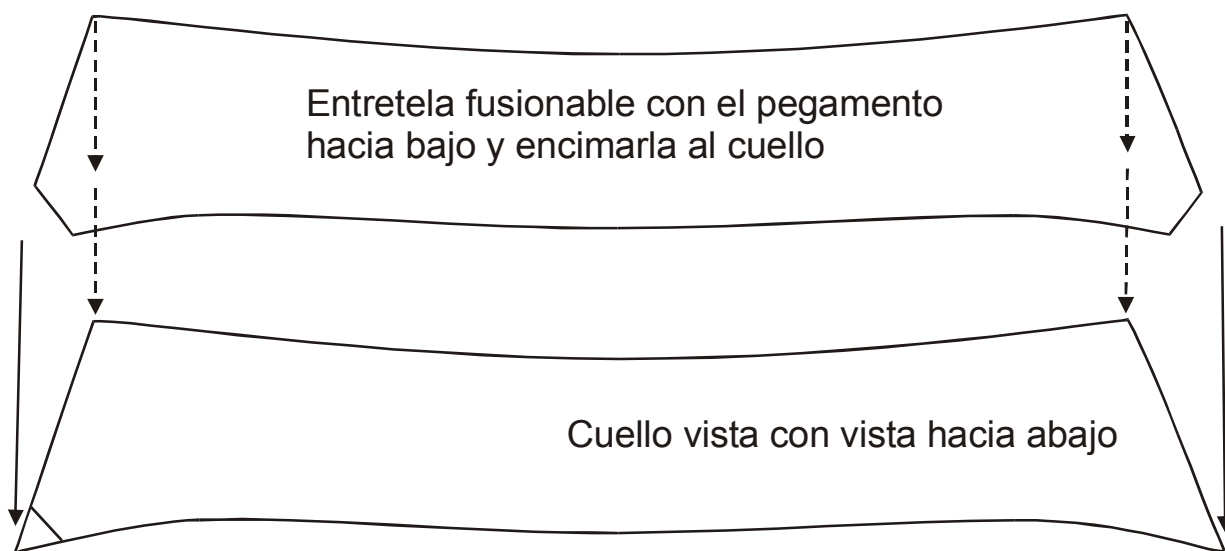 Entretela fusionable con el pegamento
hacia bajo y encimarla al cuello
Cuello vista con vista hacia abajo